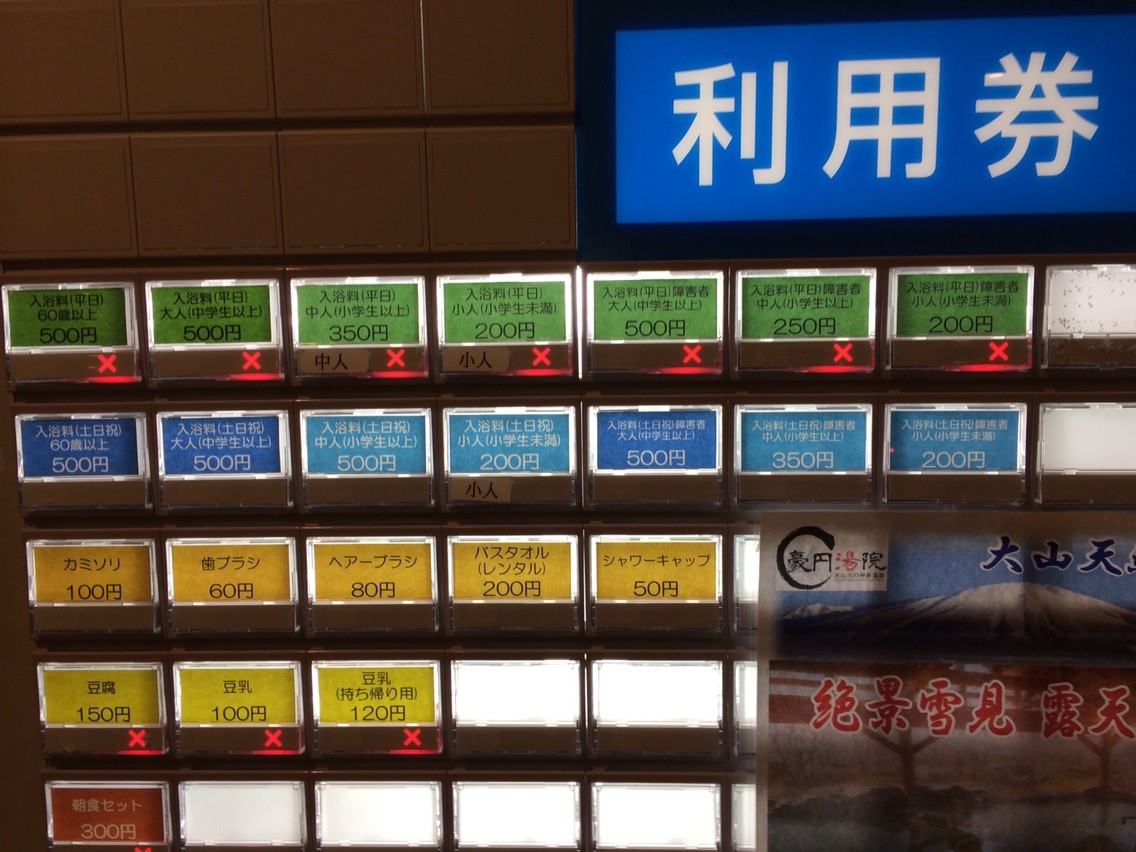 利用券
入浴料(平日)
60歳以上
500円
入浴料(平日)
大人(中学生以上)
500円
入浴料(平日)
中人(小学生以上)
350円
中人
入浴料(平日)
小人(小学生未満)
200円
小人
入浴料(平日)障害者
大人(中学生以上)
500円
入浴料(平日)障害者
中人(小学生以上)
250円
入浴料(平日)障害者
小人(小学生未満)
200円
入浴料(土日祝)
60歳以上
500円
入浴料(土日祝)
大人(中学生以上)
500円
入浴料(土日祝)
中人(小学生以上)
500円
入浴料(土日祝)
小人(小学生未満)
200円
小人
入浴料(土日祝)障害者
大人(中学生以上)
500円
入浴料(土日祝)障害者
中人(小学生以上)
350円
入浴料(土日祝)障害者
小人(小学生未満)
200円
カミソリ
100円
歯ブラシ
60円
ヘアーブラシ
80円
バスタオル
(レンタル)
200円
シャワーキャップ
50円
豪円湯院
大山天
絶景雪見 露天
豆腐
150円
豆乳
100円
豆乳
(持ち帰り用)
120円
朝食セット
300円